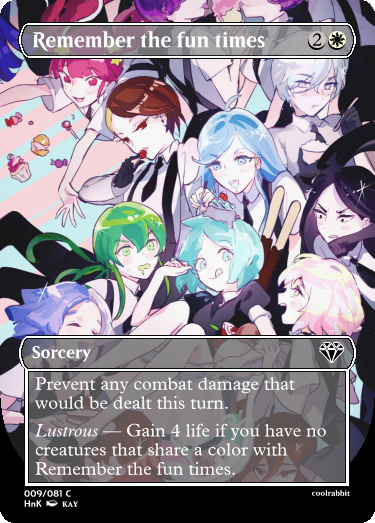 Remember the fun times 2
Sorcery
Prevent any combat damage that
would be dealt this turn.
Lustrous — Gain 4 life if you have no
creatures that share a color with
Remember the fun times.
009/081 C
HnK KAY
coolrabbit